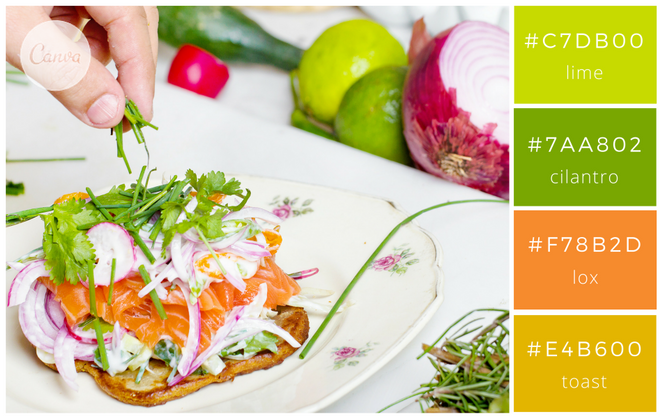 Canva
#C7DB00
lime
#7AA802
cilantro
#F78B2D
lox
#E4B600
toast